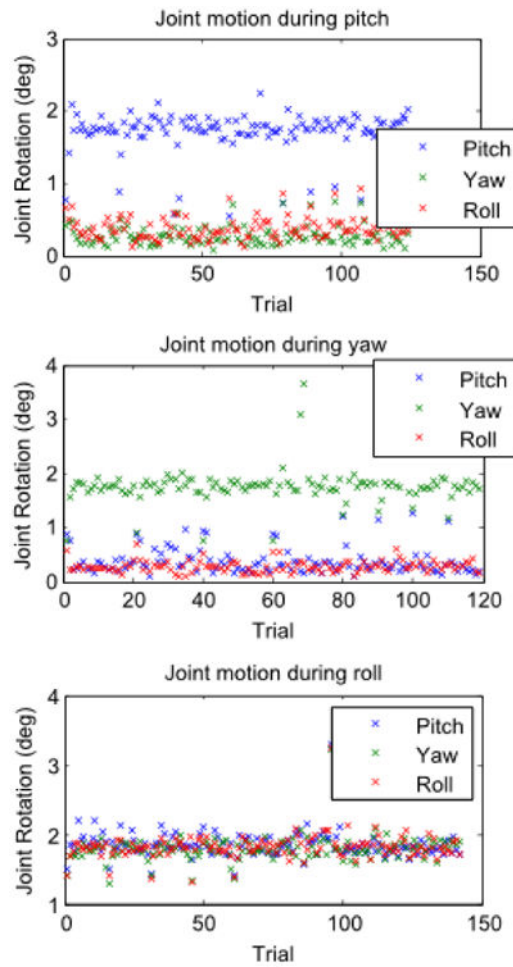 Joint motion during pitch
3
2
1
0
Joint Rotation (deg)
Pitch
Yaw
Roll
0 50 100 150
Trial
Joint motion during yaw
4
3
2
1
0
Joint Rotation (deg)
Pitch
Yaw
Roll
0 20 40 60 80 100 120
Trial
Joint motion during roll
4
3
2
1
Joint Rotation (deg)
Pitch
Yaw
Roll
0 50 100 150
Trial